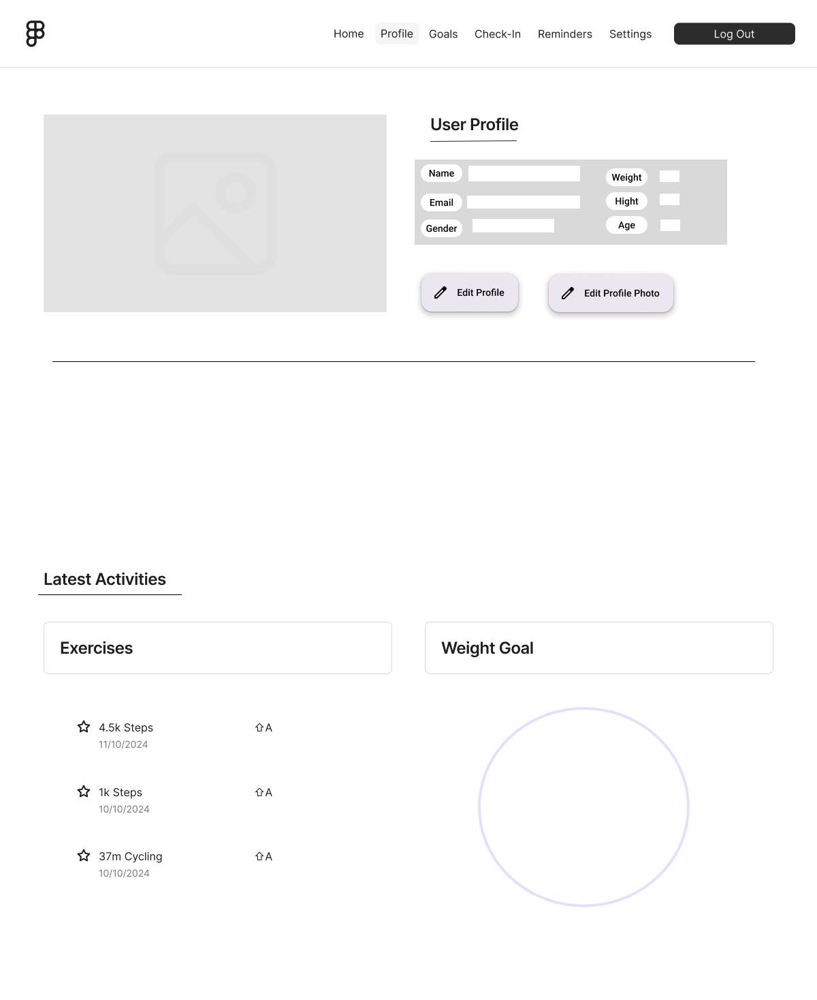 Home Profile Goals Check-In Reminders Settings Log Out
User Profile
Name
Weight
Email
Hight
Gender
Age
Edit Profile
Edit Profile Photo
Latest Activities
Exercises
Weight Goal
4.5k Steps ⇧A
11/10/2024
1k Steps ⇧A
10/10/2024
37m Cycling ⇧A
10/10/2024